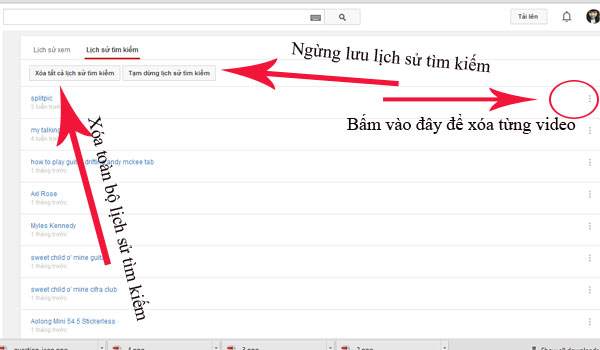 Tải lên
Lịch sử xem
Lịch sử tìm kiếm
Ngừng lưu lịch sử tìm kiếm
Xóa tất cả lịch sử tìm kiếm
Tạm dừng lịch sử tìm kiếm
splitpic
3 tuần trước
Bấm vào đây để xóa từng video
Xóa toàn bộ lịch sử tìm kiếm
my talking
4 tuần trước
how to play guitar drifting andy mckee tab
1 tháng trước
Axl Rose
1 tháng trước
Myles Kennedy
1 tháng trước
sweet child o' mine guitar
1 tháng trước
sweet child o' mine cifra club
1 tháng trước
Aolong Mini 54.5 Stickerless
1 tháng trước